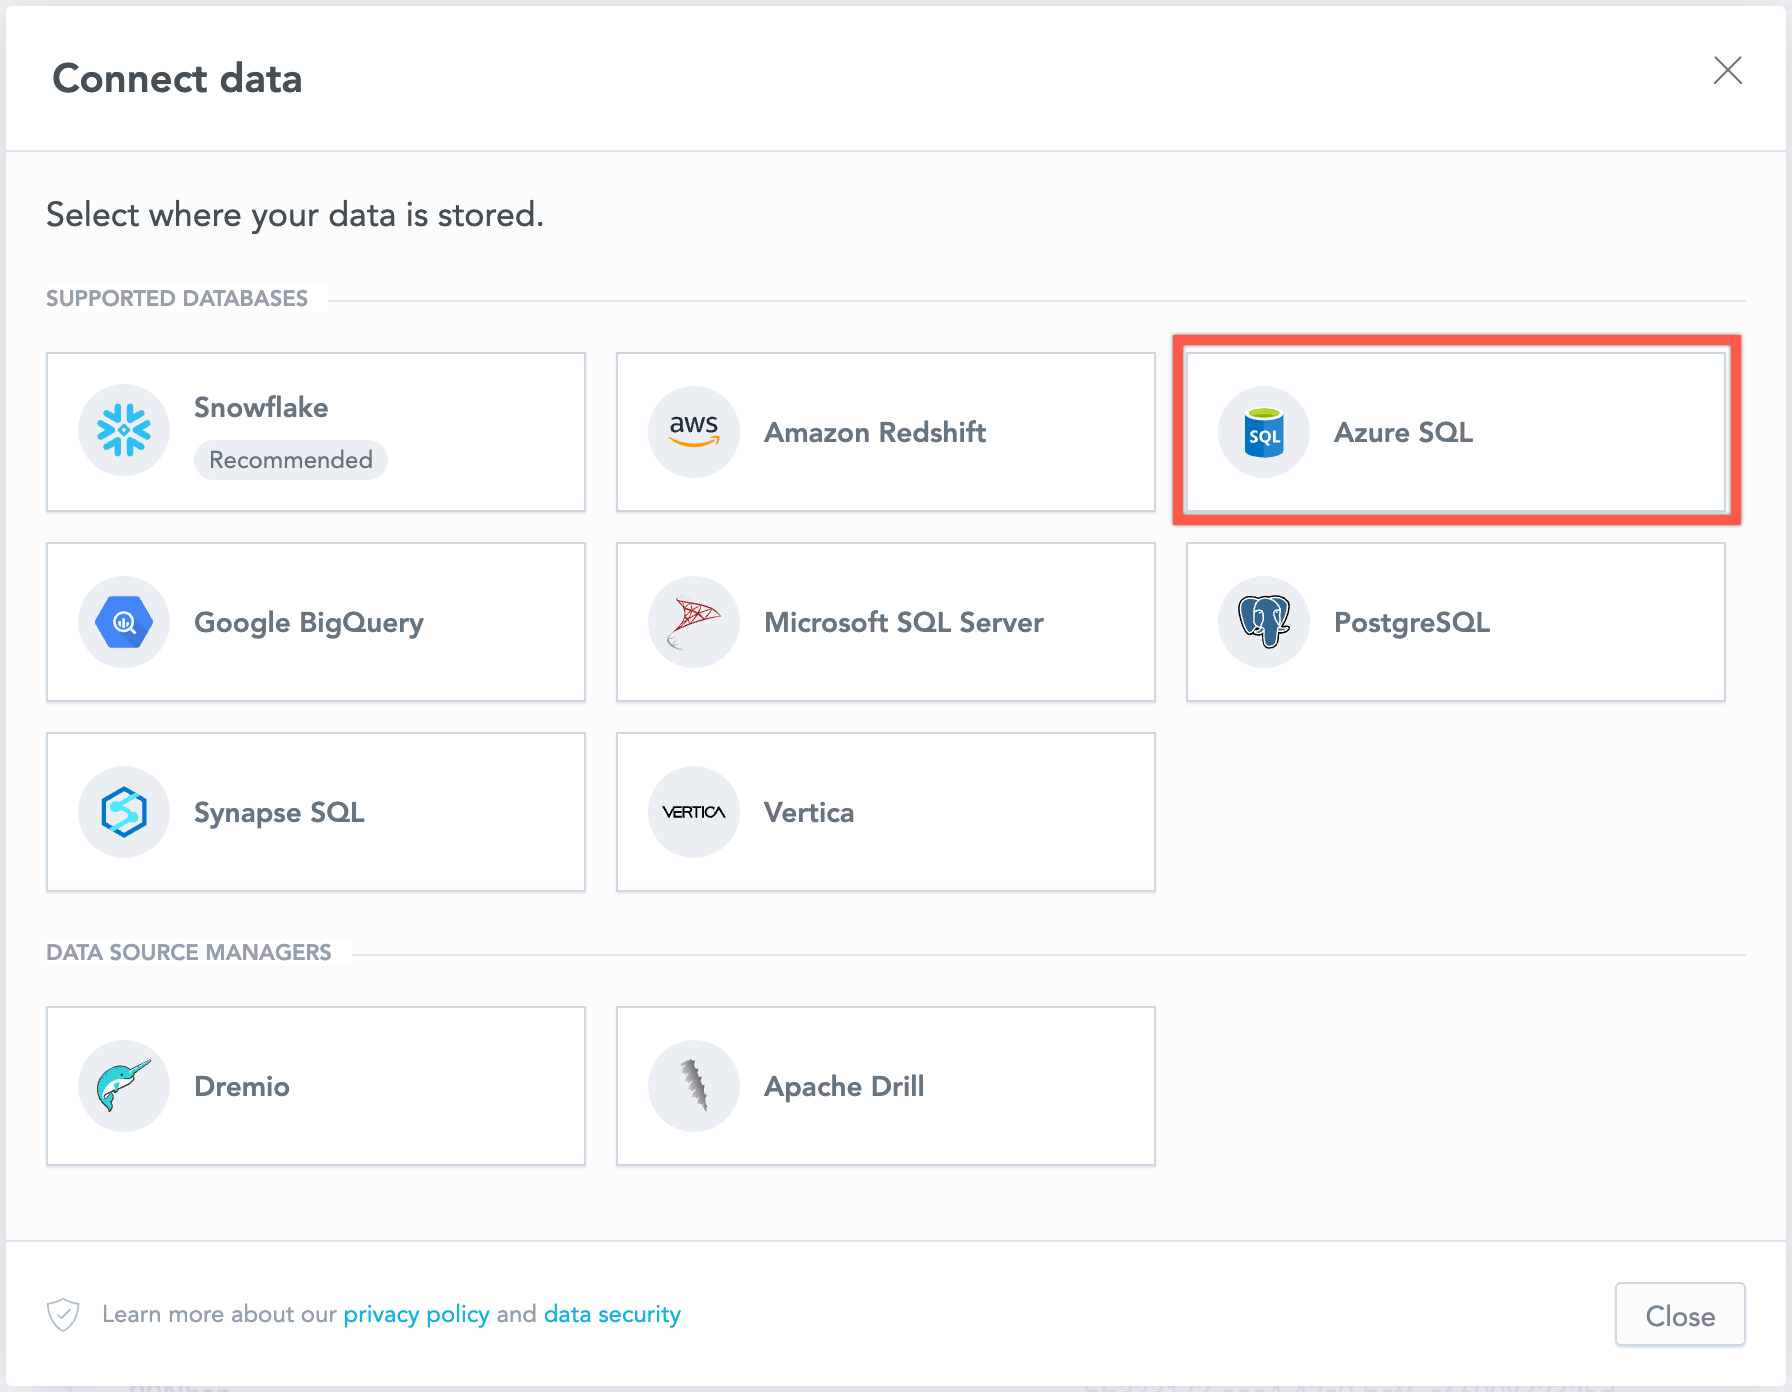 Connect data
Select where your data is stored.
SUPPORTED DATABASES
Snowflake
Recommended
aws
Amazon Redshift
SQL
Azure SQL
Google BigQuery
Microsoft SQL Server
PostgreSQL
Synapse SQL
VERTICA
Vertica
DATA SOURCE MANAGERS
Dremio
Apache Drill
Learn more about our privacy policy and data security
Close